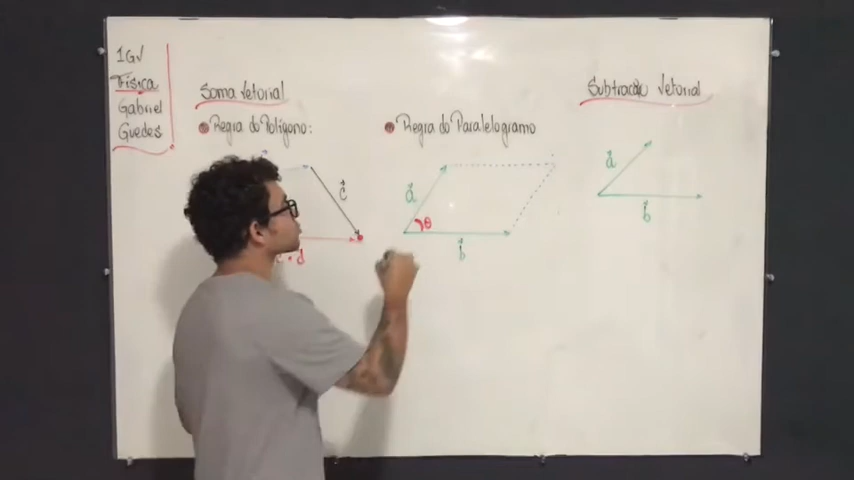 1GV
Física
Gabriel
Guedes
Soma Vetorial
Regra do Polígono:
c
d
Regra do Paralelogramo
a
θ
b
Subtração Vetorial
a
b